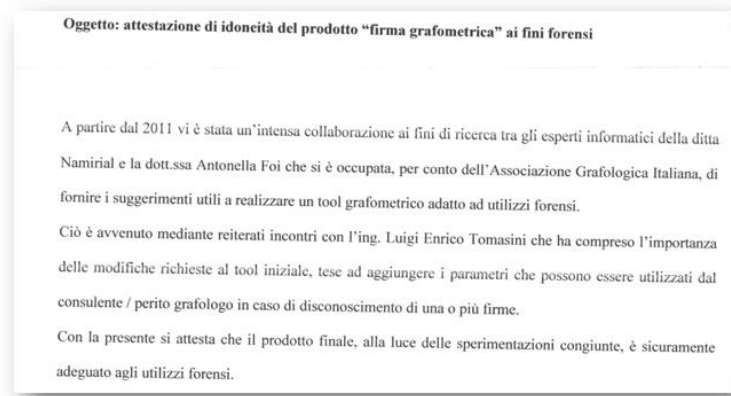 Oggetto: attestazione di idoneità del prodotto “firma grafometrica” ai fini forensi
A partire dal 2011 vi è stata un’intensa collaborazione ai fini di ricerca tra gli esperti informatici della ditta
Namirial e la dott.ssa Antonella Foi che si è occupata, per conto dell’Associazione Grafologica Italiana, di
fornire i suggerimenti utili a realizzare un tool grafometrico adatto ad utilizzi forensi.
Ciò è avvenuto mediante reiterati incontri con l’ing. Luigi Enrico Tomasini che ha compreso l’importanza
delle modifiche richieste al tool iniziale, tese ad aggiungere i parametri che possono essere utilizzati dal
consulente / perito grafologo in caso di disconoscimento di una o più firme.
Con la presente si attesta che il prodotto finale, alla luce delle sperimentazioni congiunte, è sicuramente
adeguato agli utilizzi forensi.